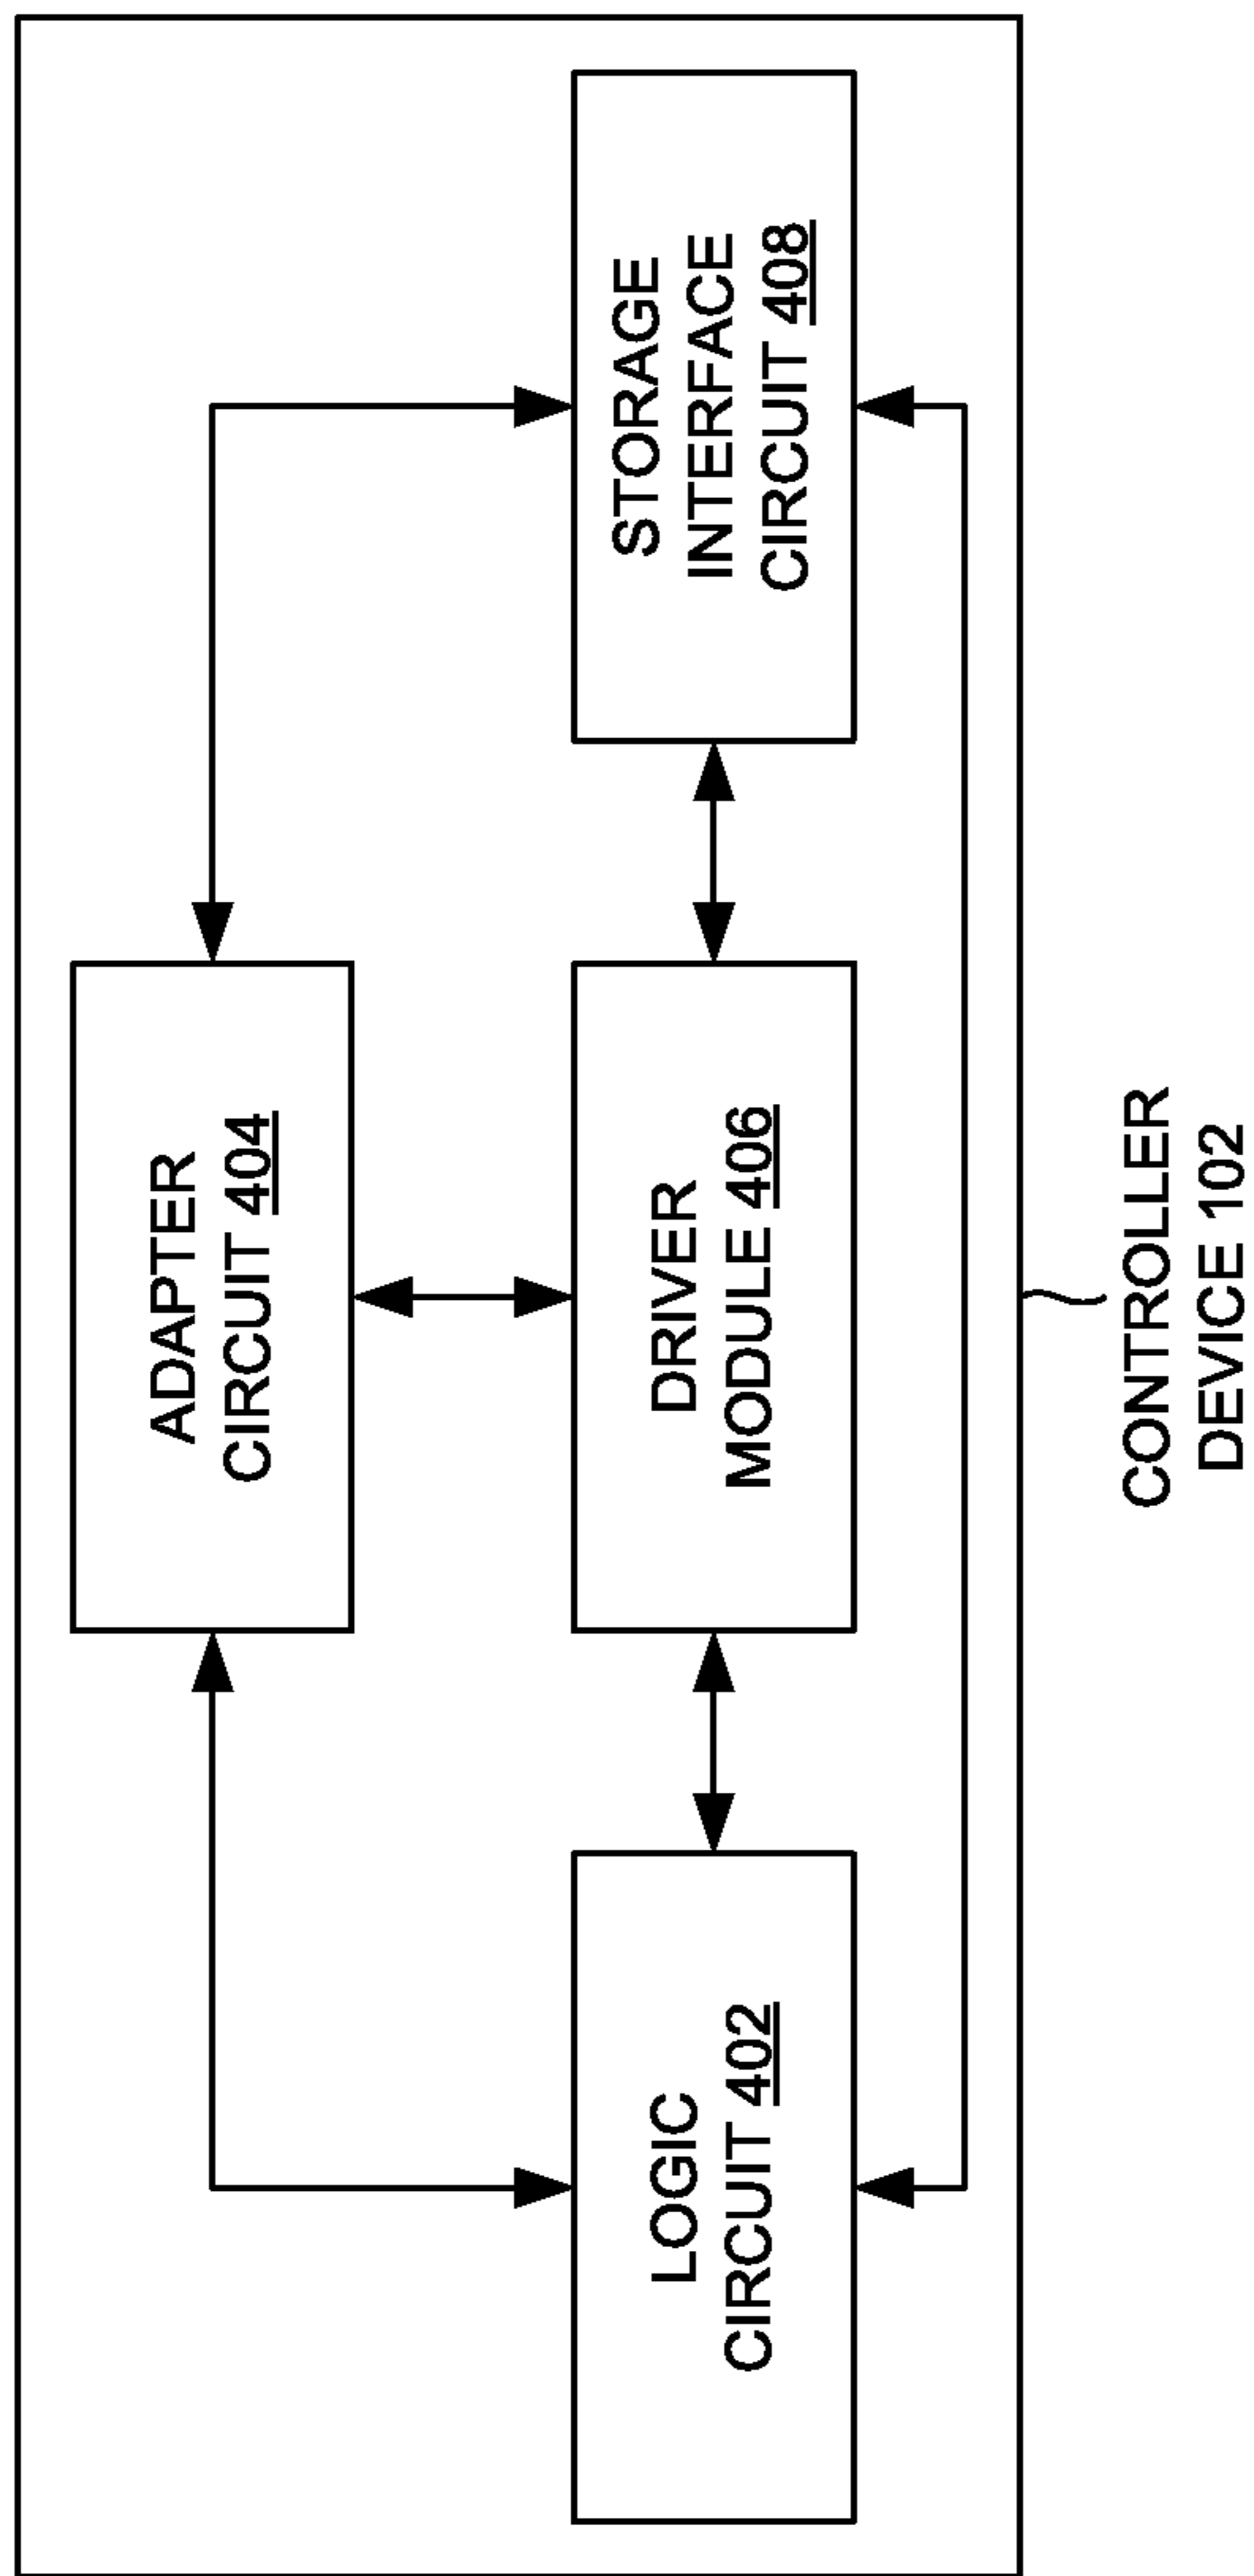 ADAPTER
CIRCUIT 404
LOGIC
CIRCUIT 402
DRIVER
MODULE 406
STORAGE
INTERFACE
CIRCUIT 408
CONTROLLER
DEVICE 102